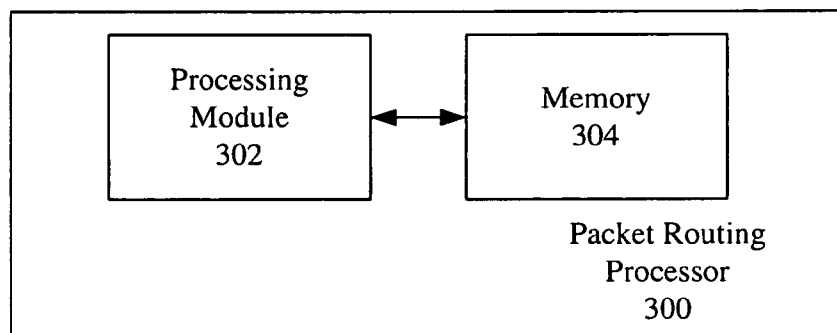 Processing
Module
302
Memory
304
Packet Routing
Processor
300